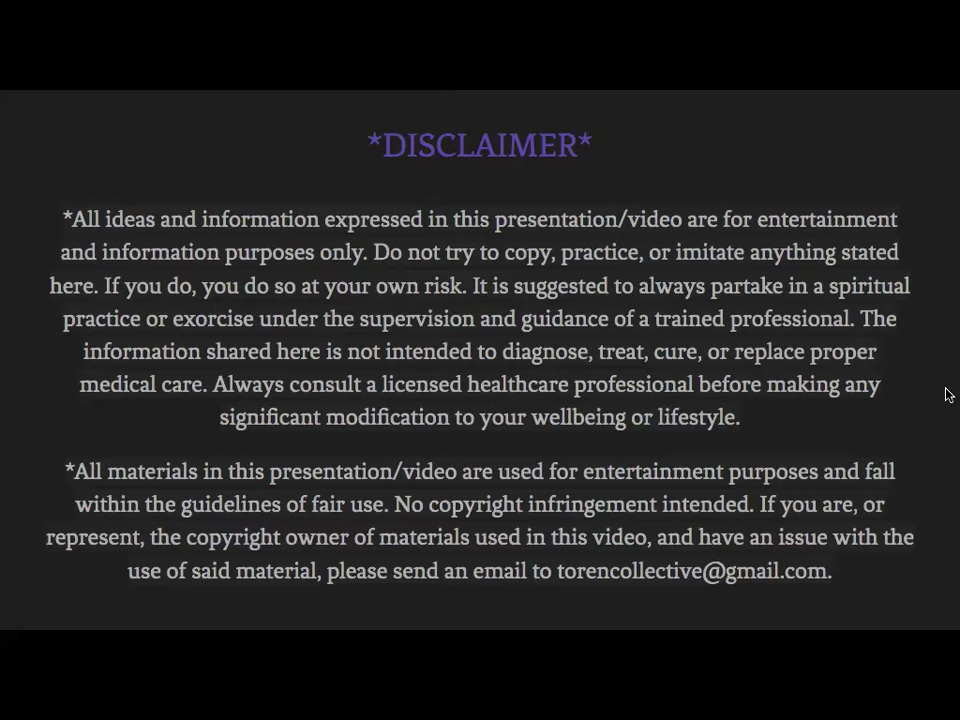 *DISCLAIMER*
*All ideas and information expressed in this presentation/video are for entertainment
and information purposes only. Do not try to copy, practice, or imitate anything stated
here. If you do, you do so at your own risk. It is suggested to always partake in a spiritual
practice or exorcise under the supervision and guidance of a trained professional. The
information shared here is not intended to diagnose, treat, cure, or replace proper
medical care. Always consult a licensed healthcare professional before making any
significant modification to your wellbeing or lifestyle.
*All materials in this presentation/video are used for entertainment purposes and fall
within the guidelines of fair use. No copyright infringement intended. If you are, or
represent, the copyright owner of materials used in this video, and have an issue with the
use of said material, please send an email to torencollective@gmail.com.